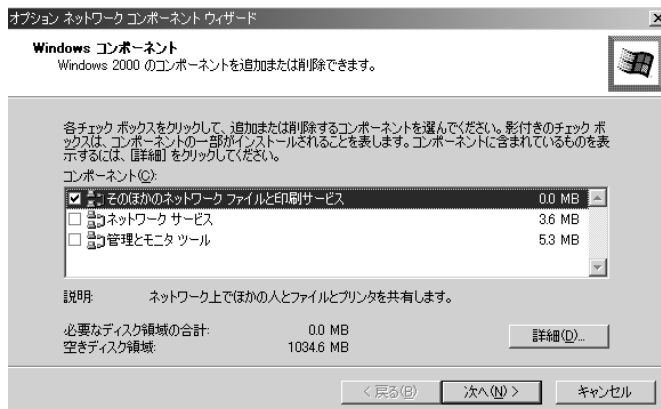 オプション ネットワーク コンポーネント ウィザード
Windows コンポーネント
Windows 2000 のコンポーネントを追加または削除できます。
各チェック ボックスをクリックして、追加または削除するコンポーネントを選んでください。影付きのチェック ボ
ックスは、コンポーネントの一部がインストールされることを表します。コンポーネントに含まれているものを表
示するには、[詳細] をクリックしてください。
コンポーネント(C):
そのほかのネットワーク ファイルと印刷サービス 0.0 MB
ネットワーク サービス 3.6 MB
管理とモニタ ツール 5.3 MB
説明: ネットワーク上でほかの人とファイルとプリンタを共有します。
必要なディスク領域の合計: 0.0 MB
空きディスク領域: 1034.6 MB
詳細(D)...
< 戻る(B) 次へ(N) > キャンセル